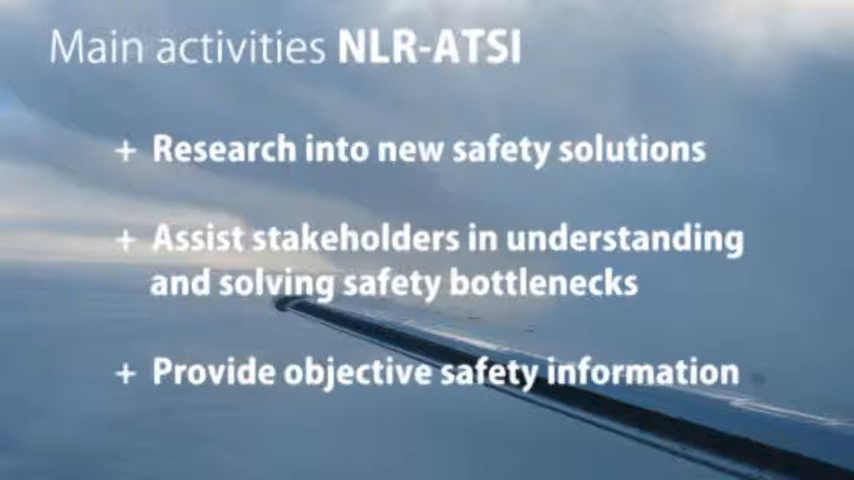 Main activities NLR-ATSI
+ Research into new safety solutions
+ Assist stakeholders in understanding
and solving safety bottlenecks
+ Provide objective safety information